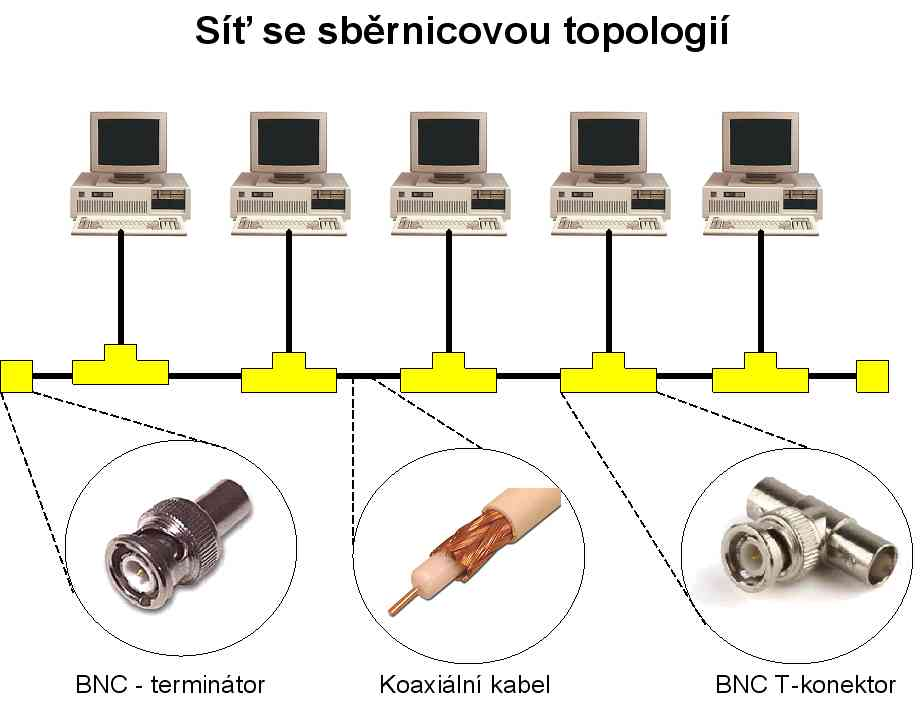 Síť se sběrnicovou topologií
BNC - terminátor
Koaxiální kabel
BNC T-konektor